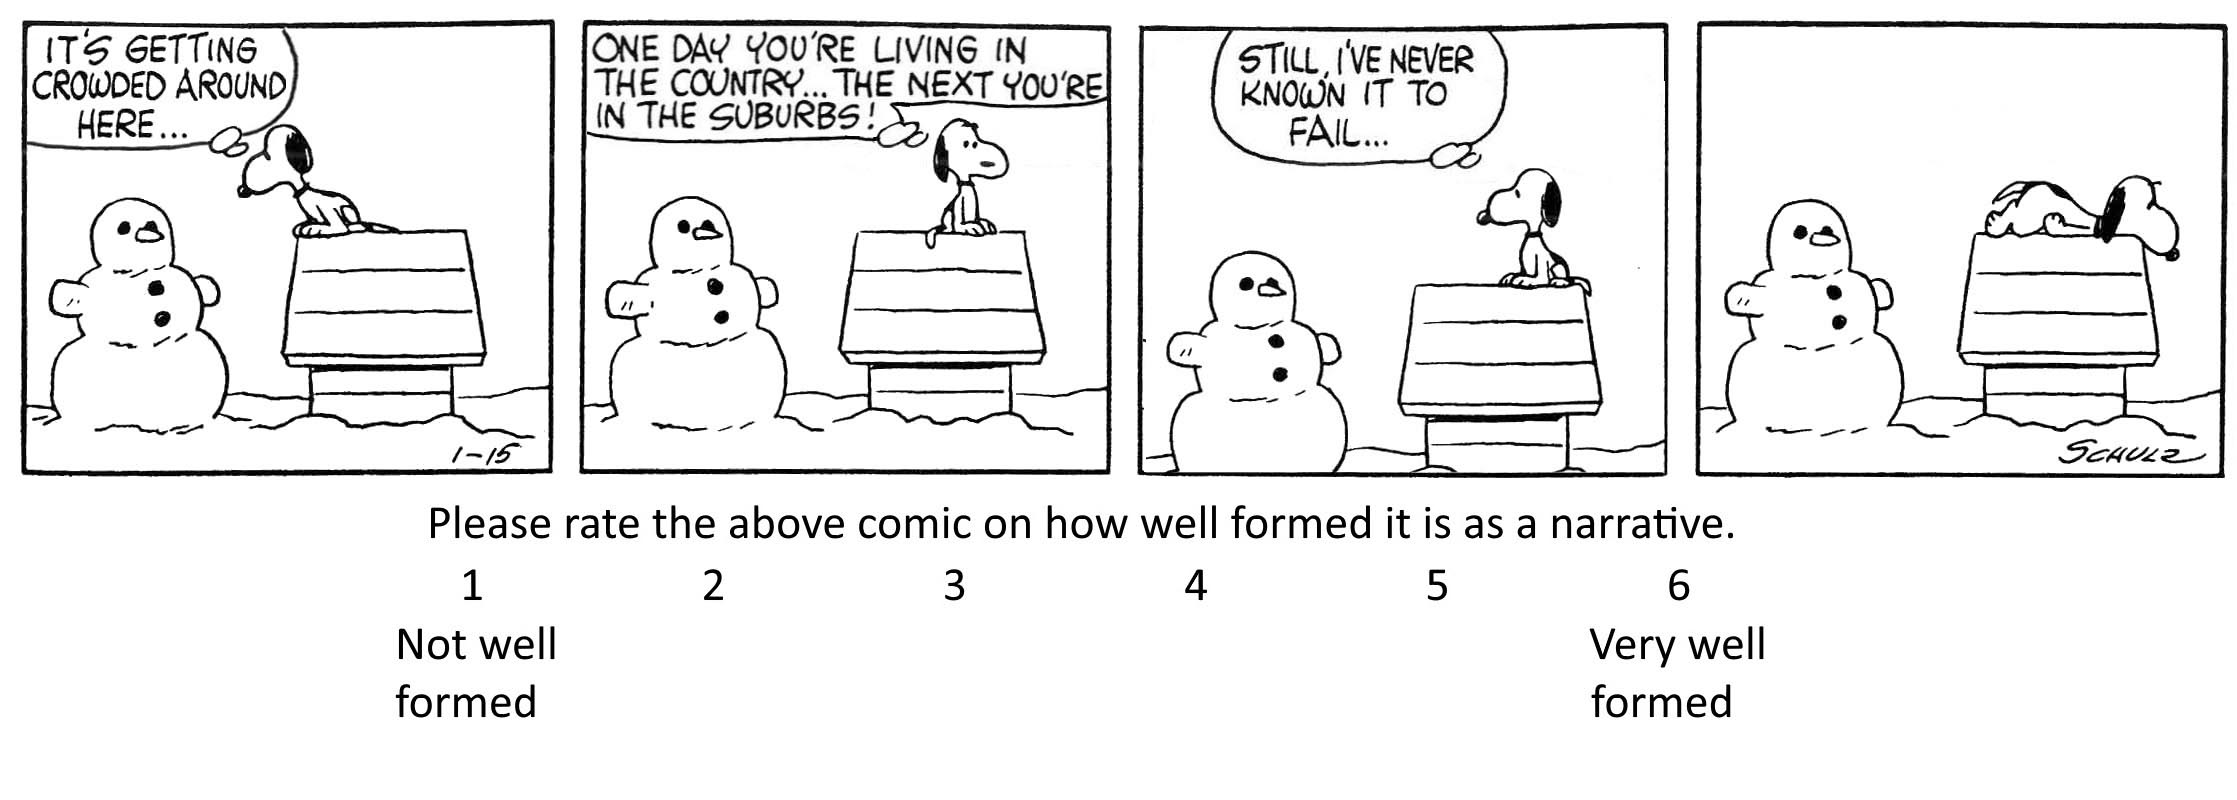 IT'S GETTING
CROWDED AROUND
HERE...
1-15
ONE DAY YOU'RE LIVING IN
THE COUNTRY... THE NEXT YOU'RE
IN THE SUBURBS!
STILL, I'VE NEVER
KNOWN IT TO
FAIL...
SCHULZ
Please rate the above comic on how well formed it is as a narrative.
1 2 3 4 5 6
Not well
formed
Very well
formed